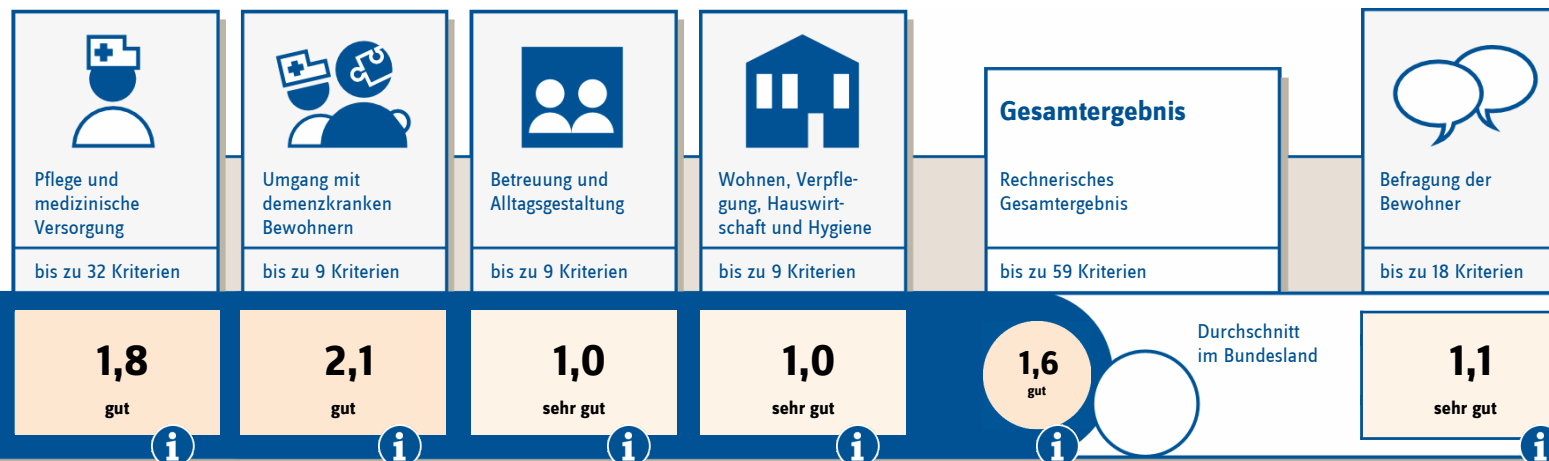 Pflege und
medizinische
Versorgung
bis zu 32 Kriterien
1,8
gut
i
Umgang mit
demenzkranken
Bewohnern
bis zu 9 Kriterien
2,1
gut
i
Betreuung und
Alltagsgestaltung
bis zu 9 Kriterien
1,0
sehr gut
i
Wohnen, Verpfle-
gung, Hauswirt-
schaft und Hygiene
bis zu 9 Kriterien
1,0
sehr gut
i
Gesamtergebnis
Rechnerisches
Gesamtergebnis
bis zu 59 Kriterien
1,6
gut
i
Durchschnitt
im Bundesland
Befragung der
Bewohner
bis zu 18 Kriterien
1,1
sehr gut
i